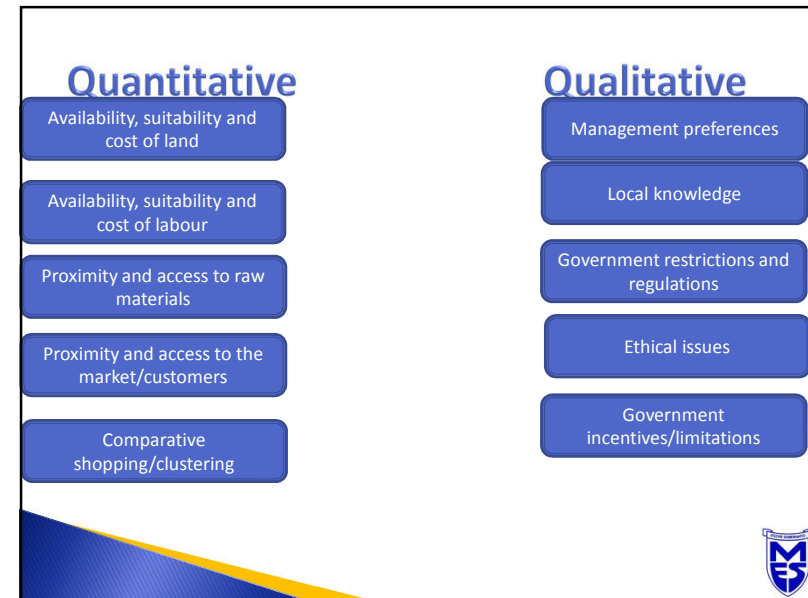 Quantitative
Availability, suitability and
cost of land
Availability, suitability and
cost of labour
Proximity and access to raw
materials
Proximity and access to the
market/customers
Comparative
shopping/clustering
Qualitative
Management preferences
Local knowledge
Government restrictions and
regulations
Ethical issues
Government
incentives/limitations
MES